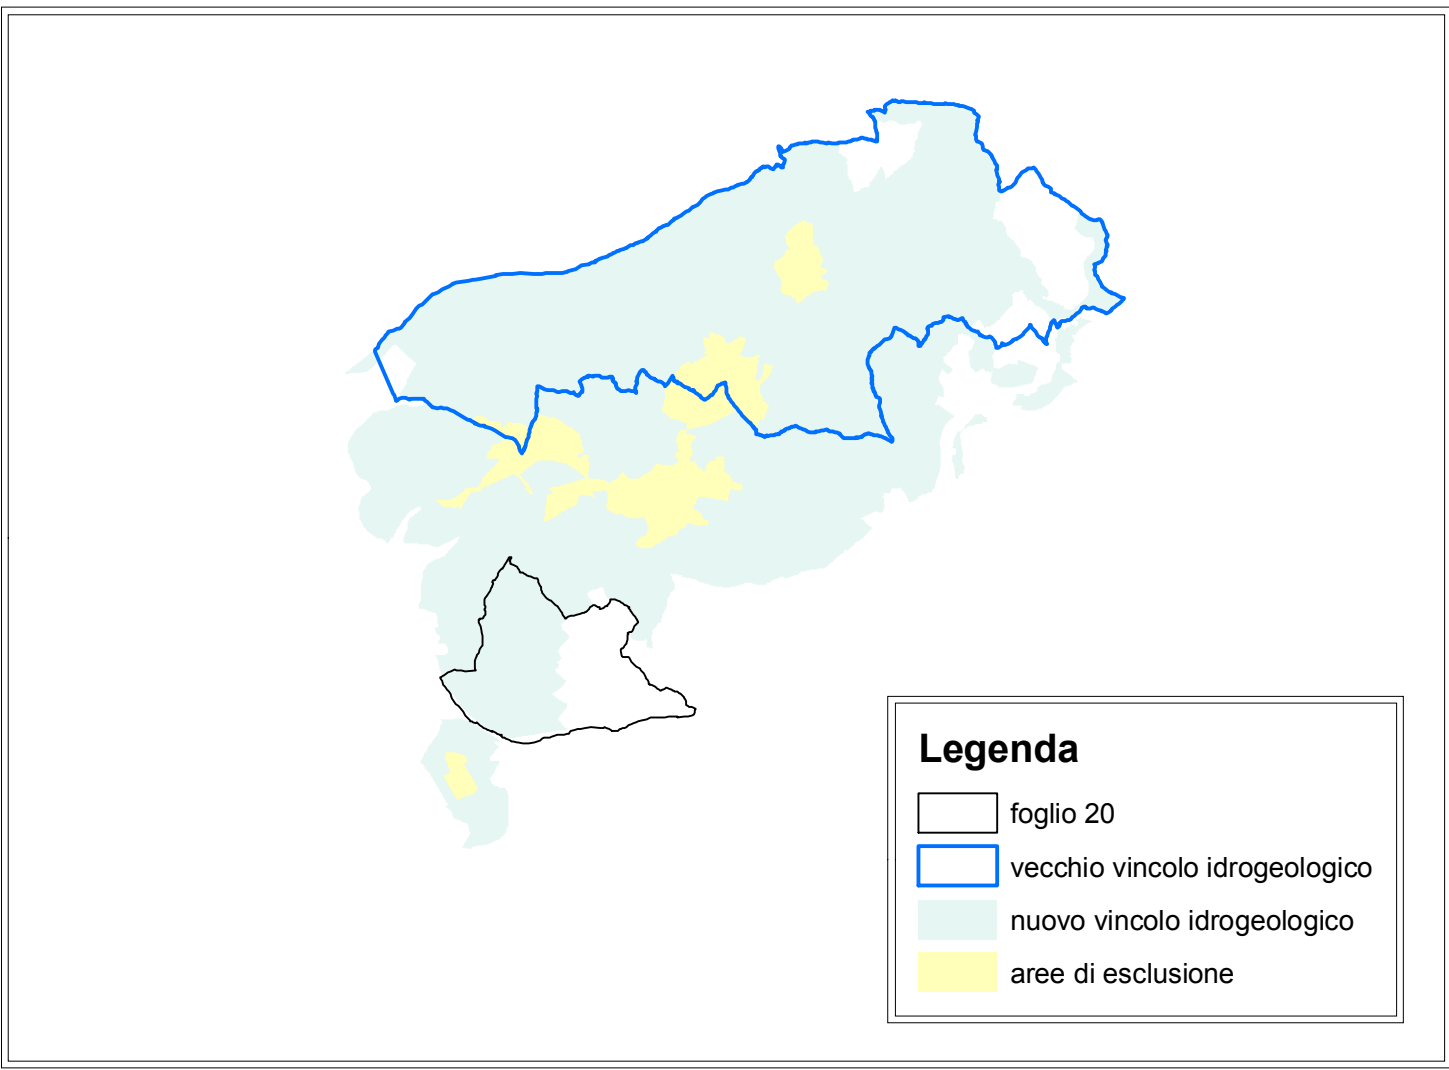 Legenda
foglio 20
vecchio vincolo idrogeologico
nuovo vincolo idrogeologico
aree di esclusione